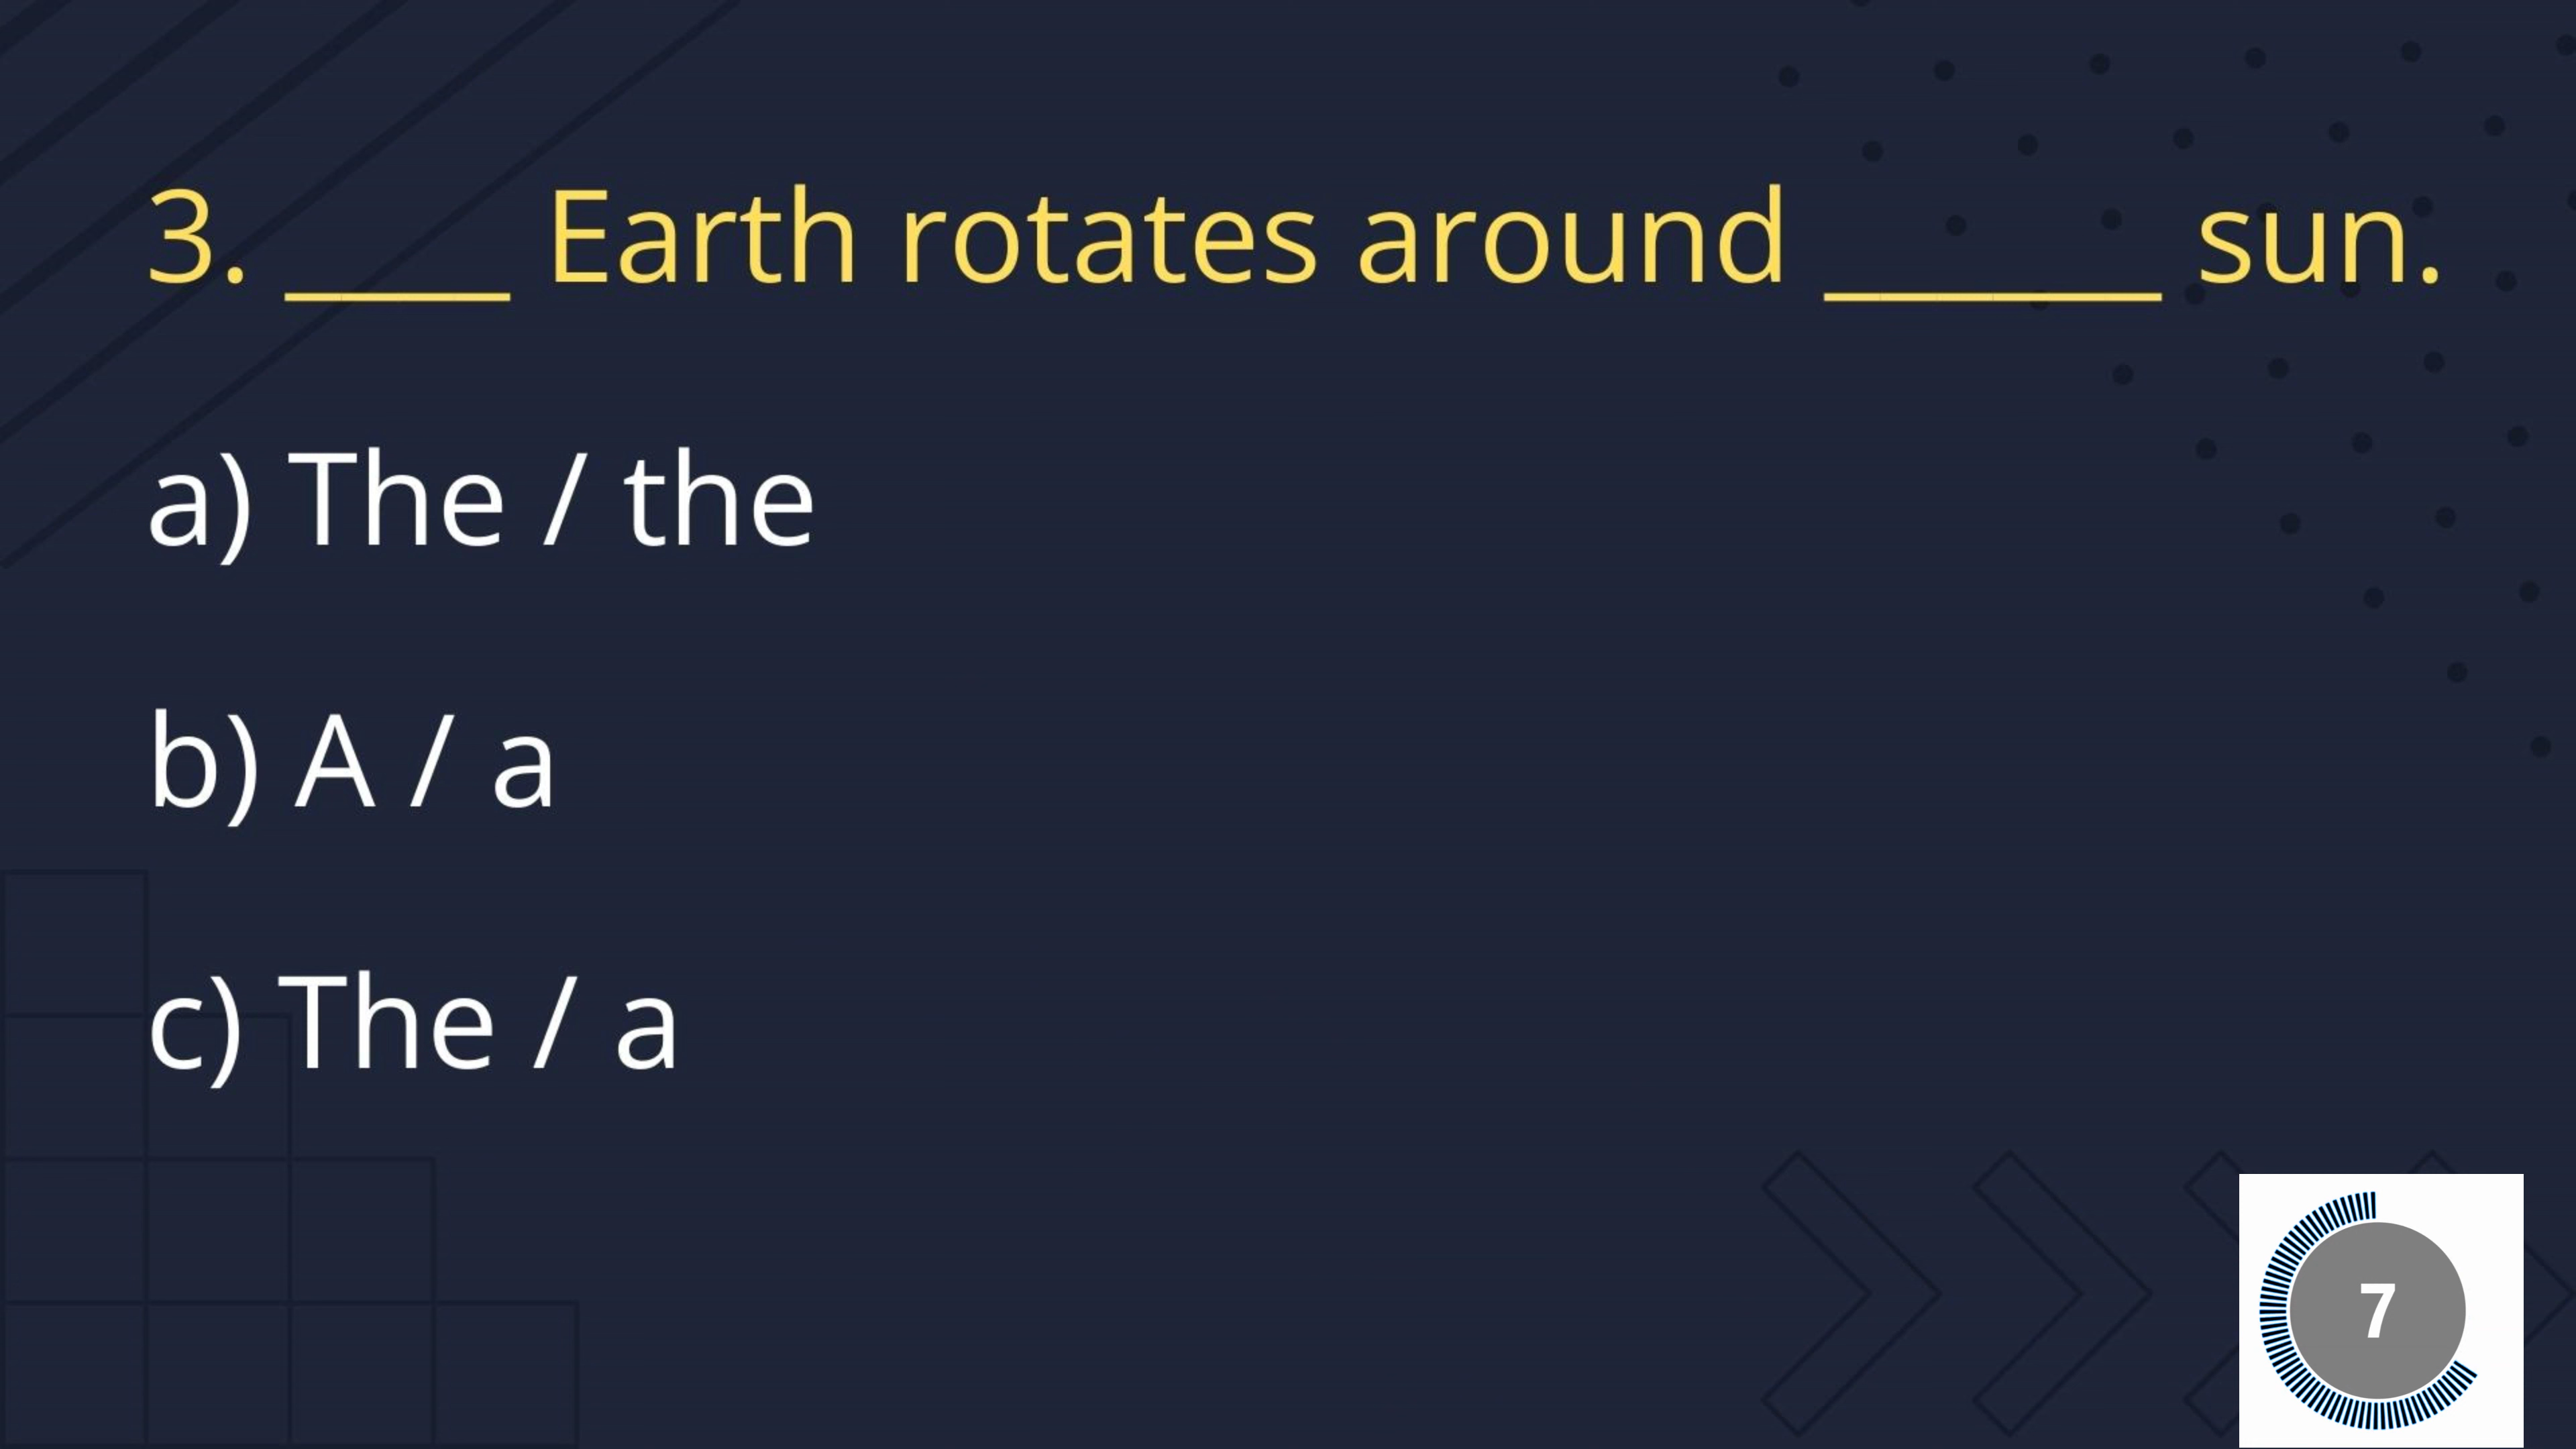 3. ____ Earth rotates around ______ sun.
a) The / the
b) A / a
c) The / a
7